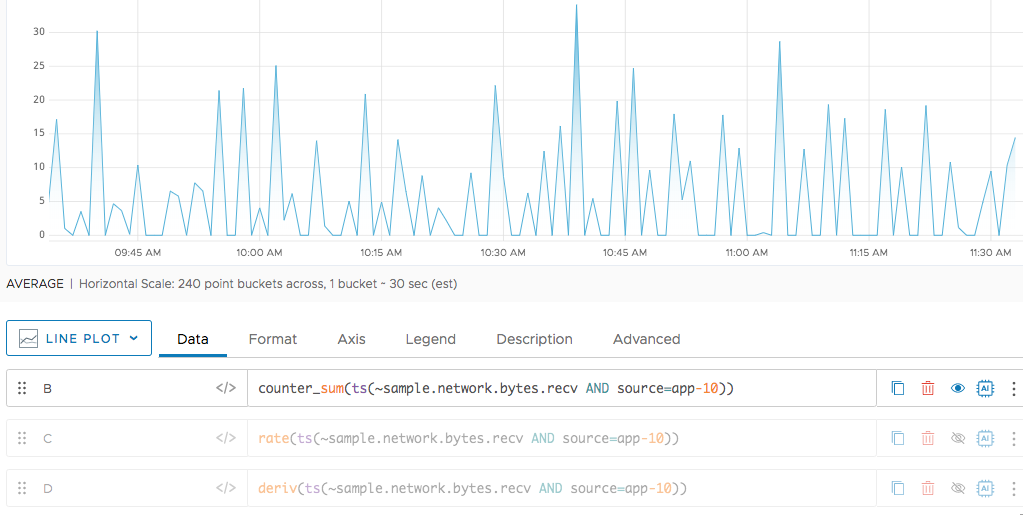 30
25
20
15
10
5
0
09:45 AM 10:00 AM 10:15 AM 10:30 AM 10:45 AM 11:00 AM 11:15 AM 11:30 AM
AVERAGE | Horizontal Scale: 240 point buckets across, 1 bucket ~ 30 sec (est)
LINE PLOT Data Format Axis Legend Description Advanced
B </> counter_sum(ts(~sample.network.bytes.recv AND source=app-10)) AI
C </> rate(ts(~sample.network.bytes.recv AND source=app-10)) AI
D </> deriv(ts(~sample.network.bytes.recv AND source=app-10)) AI